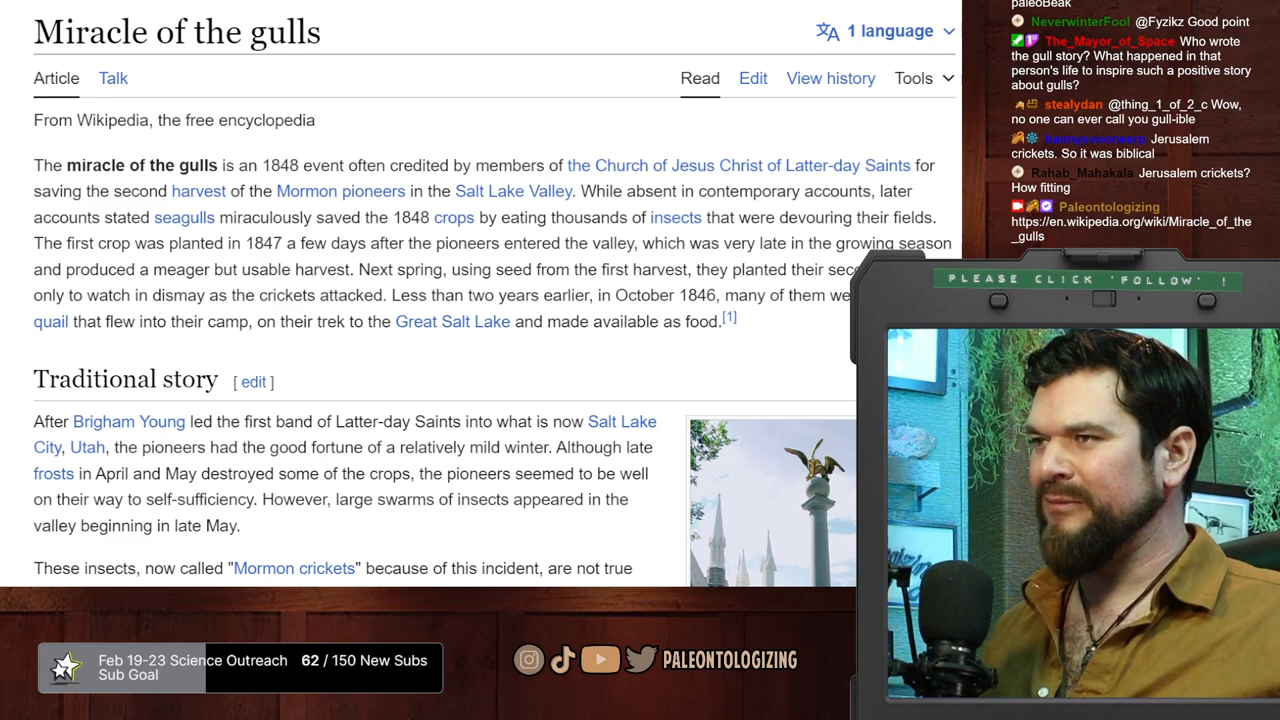 Miracle of the gulls
1 language
Article Talk Read Edit View history Tools
From Wikipedia, the free encyclopedia
The miracle of the gulls is an 1848 event often credited by members of the Church of Jesus Christ of Latter-day Saints for
saving the second harvest of the Mormon pioneers in the Salt Lake Valley. While absent in contemporary accounts, later
accounts stated seagulls miraculously saved the 1848 crops by eating thousands of insects that were devouring their fields.
The first crop was planted in 1847 a few days after the pioneers entered the valley, which was very late in the growing season
and produced a meager but usable harvest. Next spring, using seed from the first harvest, they planted their
only to watch in dismay as the crickets attacked. Less than two years earlier, in October 1846, many of them
quail that flew into their camp, on their trek to the Great Salt Lake and made available as food.[1]
Traditional story [ edit ]
After Brigham Young led the first band of Latter-day Saints into what is now Salt Lake
City, Utah, the pioneers had the good fortune of a relatively mild winter. Although late
frosts in April and May destroyed some of the crops, the pioneers seemed to be well
on their way to self-sufficiency. However, large swarms of insects appeared in the
valley beginning in late May.
These insects, now called "Mormon crickets" because of this incident, are not true
paleoBeak
NeverwinterFool @Fyzikz Good point
The_Mayor_of_Space Who wrote
the gull story? What happened in that
person's life to inspire such a positive story
about gulls?
stealydan @thing_1_of_2_c Wow,
no one can ever call you gull-ible
Jerusalem
crickets. So it was biblical
Rahab_Mahakala Jerusalem crickets?
How fitting
Paleontologizing
https://en.wikipedia.org/wiki/Miracle_of_the
_gulls
PLEASE CLICK 'FOLLOW' !
Feb 19-23 Science Outreach 62 / 150 New Subs
Sub Goal
PALEONTOLOGIZING